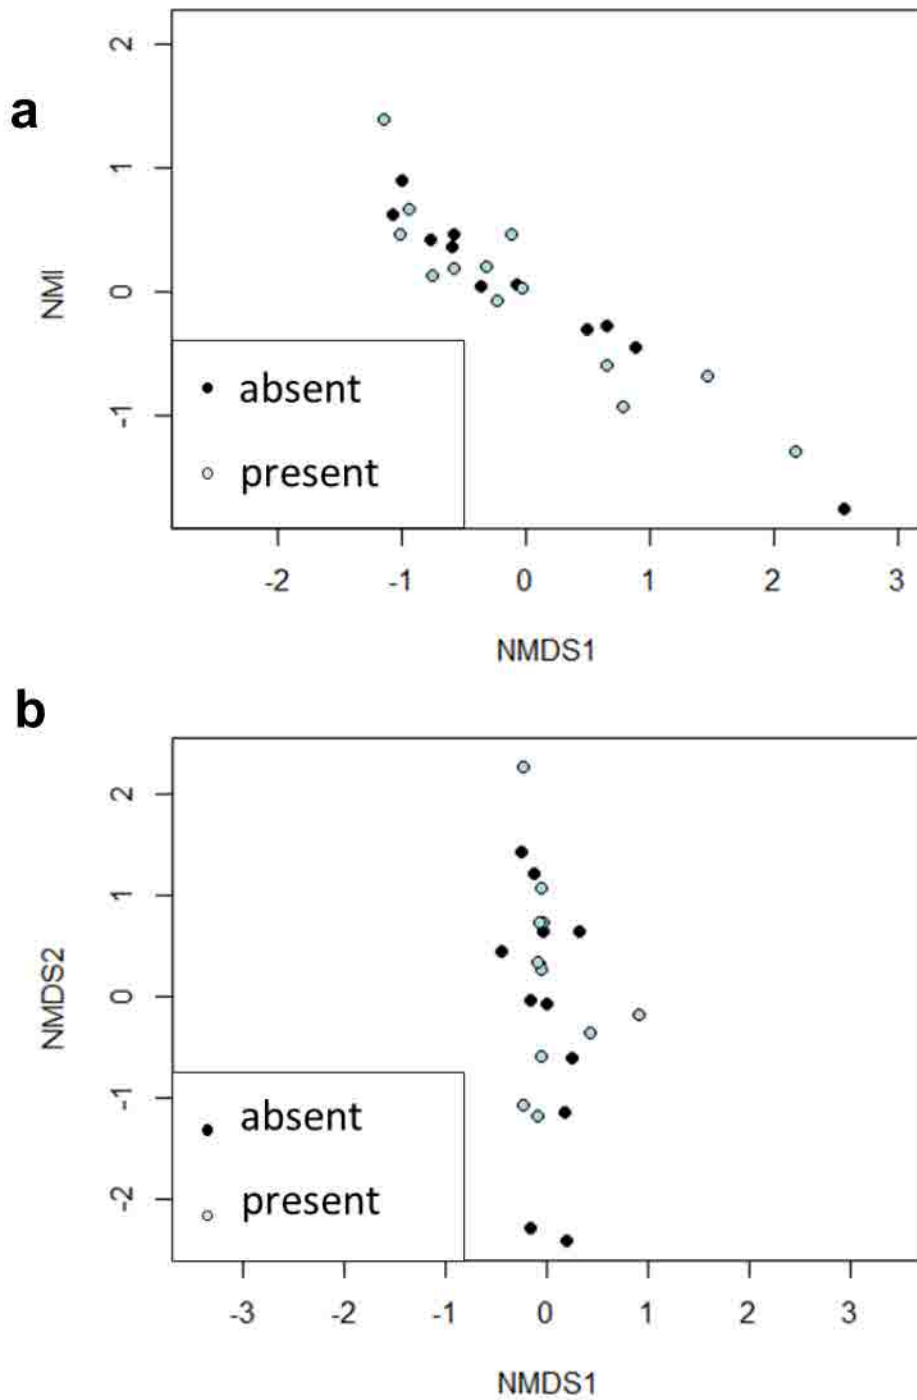 a
2
1
0
-1
NMI
absent
present
-2 -1 0 1 2 3
NMDS1
b
2
1
0
-1
-2
NMDS2
absent
present
-3 -2 -1 0 1 2 3
NMDS1